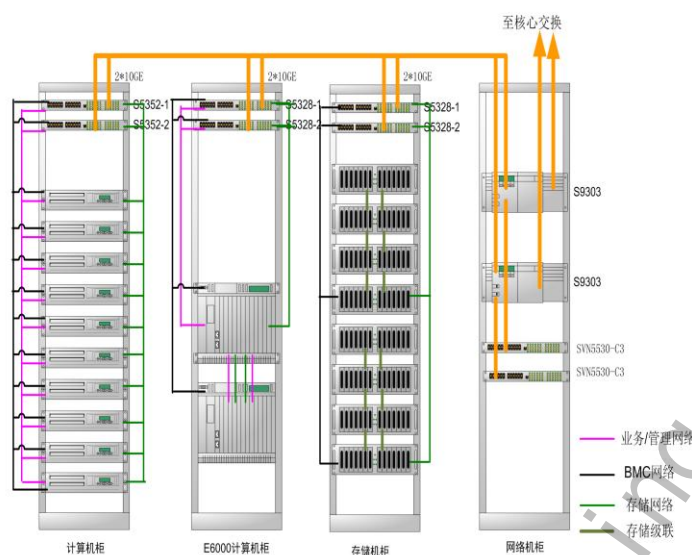 至核心交换
2*10GE
2*10GE
2*10GE
S5352-1
S5352-2
S5328-1
S5328-2
S5328-1
S5328-2
S9303
S9303
SVN5530-C3
SVN5530-C3
业务/管理网络
BMC网络
存储网络
存储级联
计算机柜
E6000计算机柜
存储机柜
网络机柜
ing